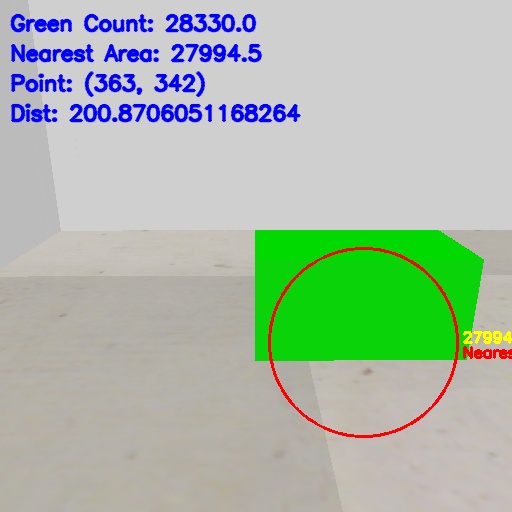 Green Count: 28330.0
Nearest Area: 27994.5
Point: (363, 342)
Dist: 200.8706051168264
27994
Neares